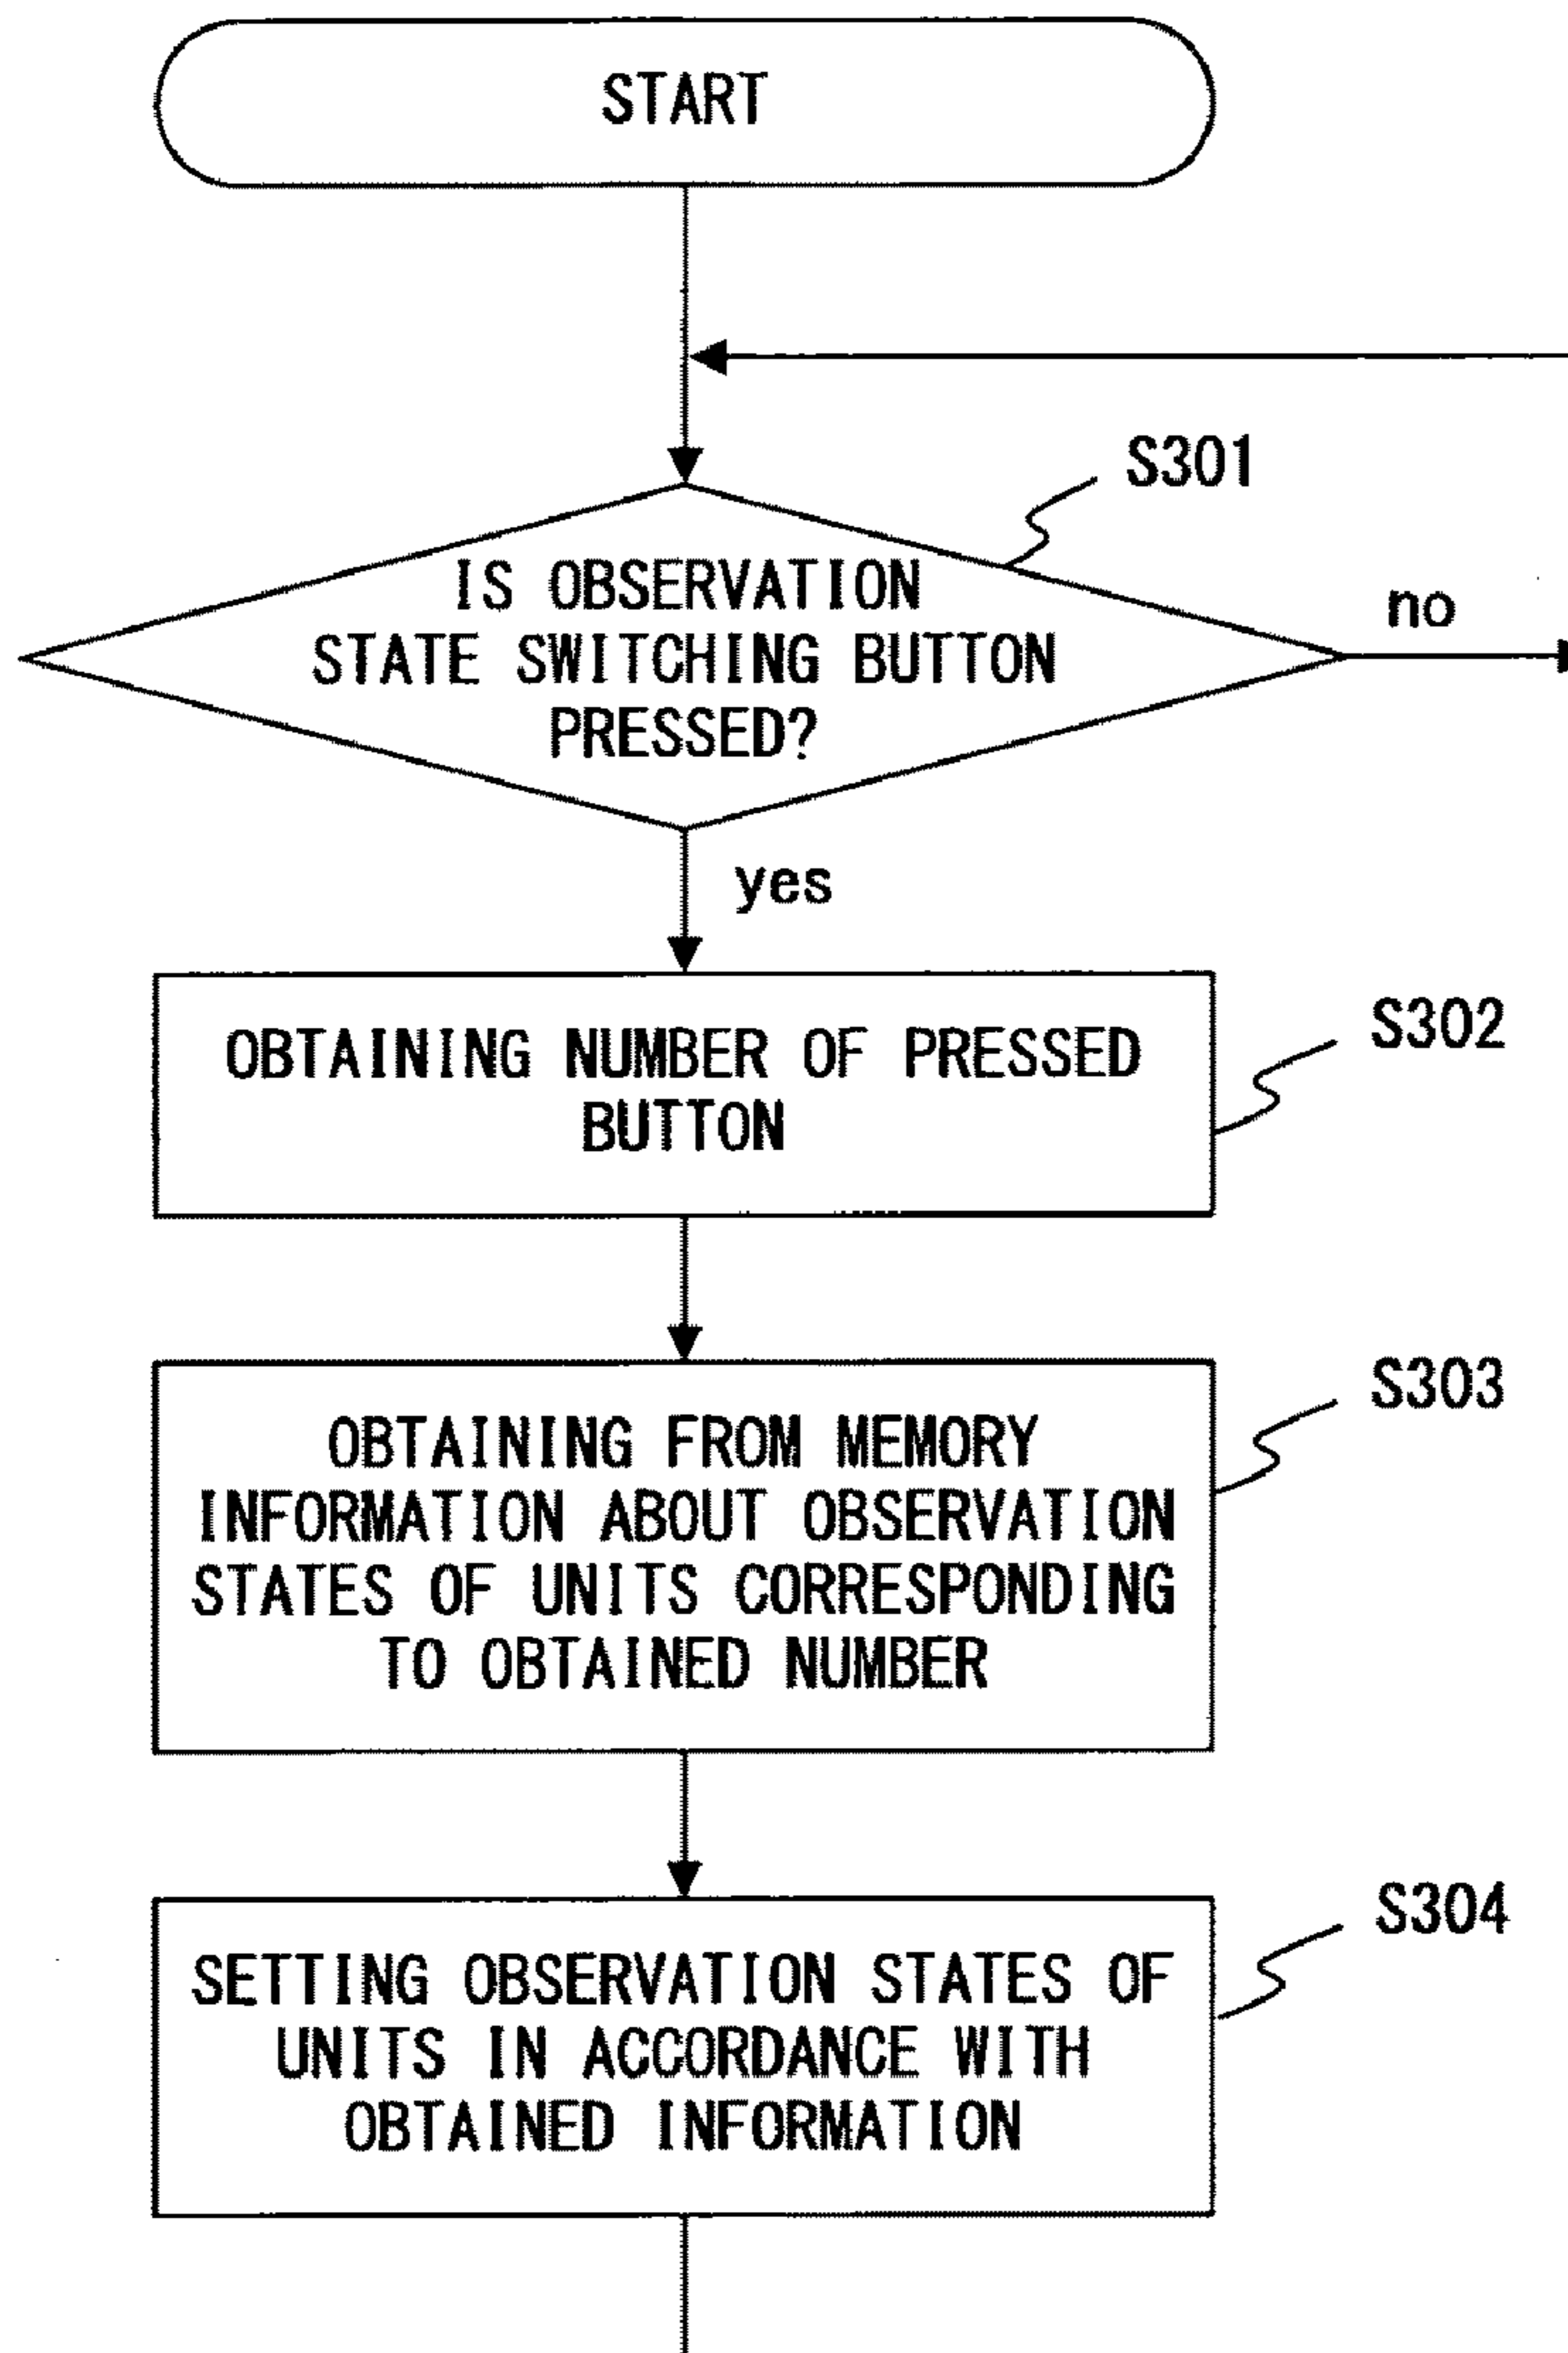 START
S301
IS OBSERVATION
STATE SWITCHING BUTTON
PRESSED?
no
yes
S302
OBTAINING NUMBER OF PRESSED
BUTTON
S303
OBTAINING FROM MEMORY
INFORMATION ABOUT OBSERVATION
STATES OF UNITS CORRESPONDING
TO OBTAINED NUMBER
S304
SETTING OBSERVATION STATES OF
UNITS IN ACCORDANCE WITH
OBTAINED INFORMATION